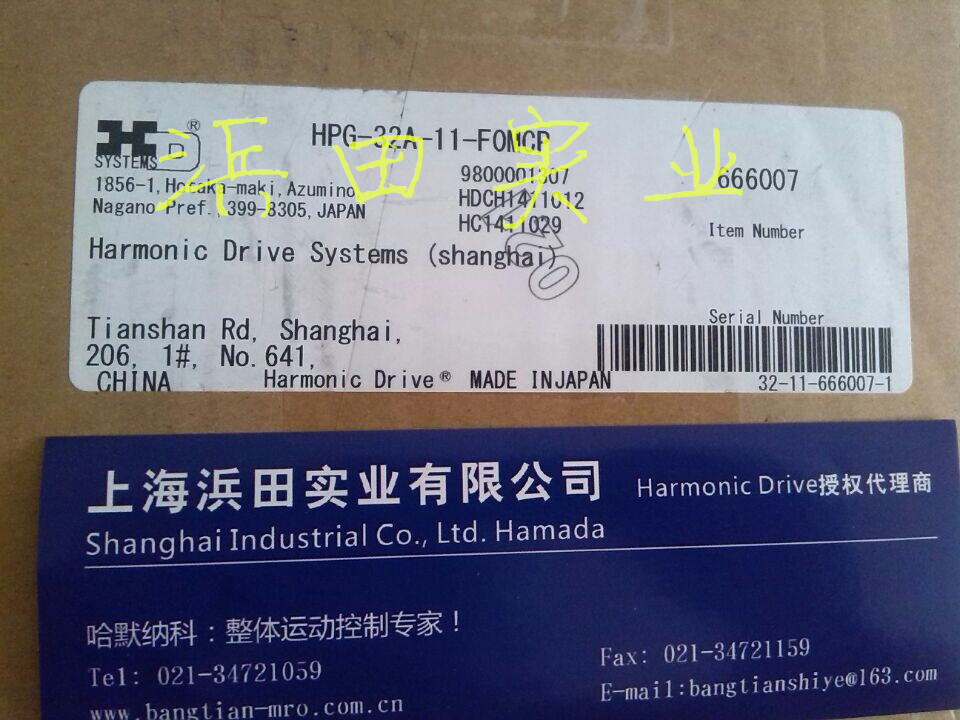 HPG-32A-11-F0MCP
SYSTEMS
D
®
1856-1, Hotaka-maki, Azumino
Nagano Pref., 399-8305, JAPAN
9800001307
HDCH1411012
HC1411029
666007
Item Number
Harmonic Drive Systems (shanghai)
Tianshan Rd, Shanghai,
206, 1#, No.641,
CHINA
Harmonic Drive® MADE INJAPAN
Serial Number
32-11-666007-1
浜田实业
上海浜田实业有限公司
Harmonic Drive授权代理商
Shanghai Industrial Co., Ltd. Hamada
哈默纳科：整体运动控制专家！
Tel: 021-34721059
Fax: 021-34721159
www.bangtian-mro.com.cn
E-mail:bangtianshiye@163.com